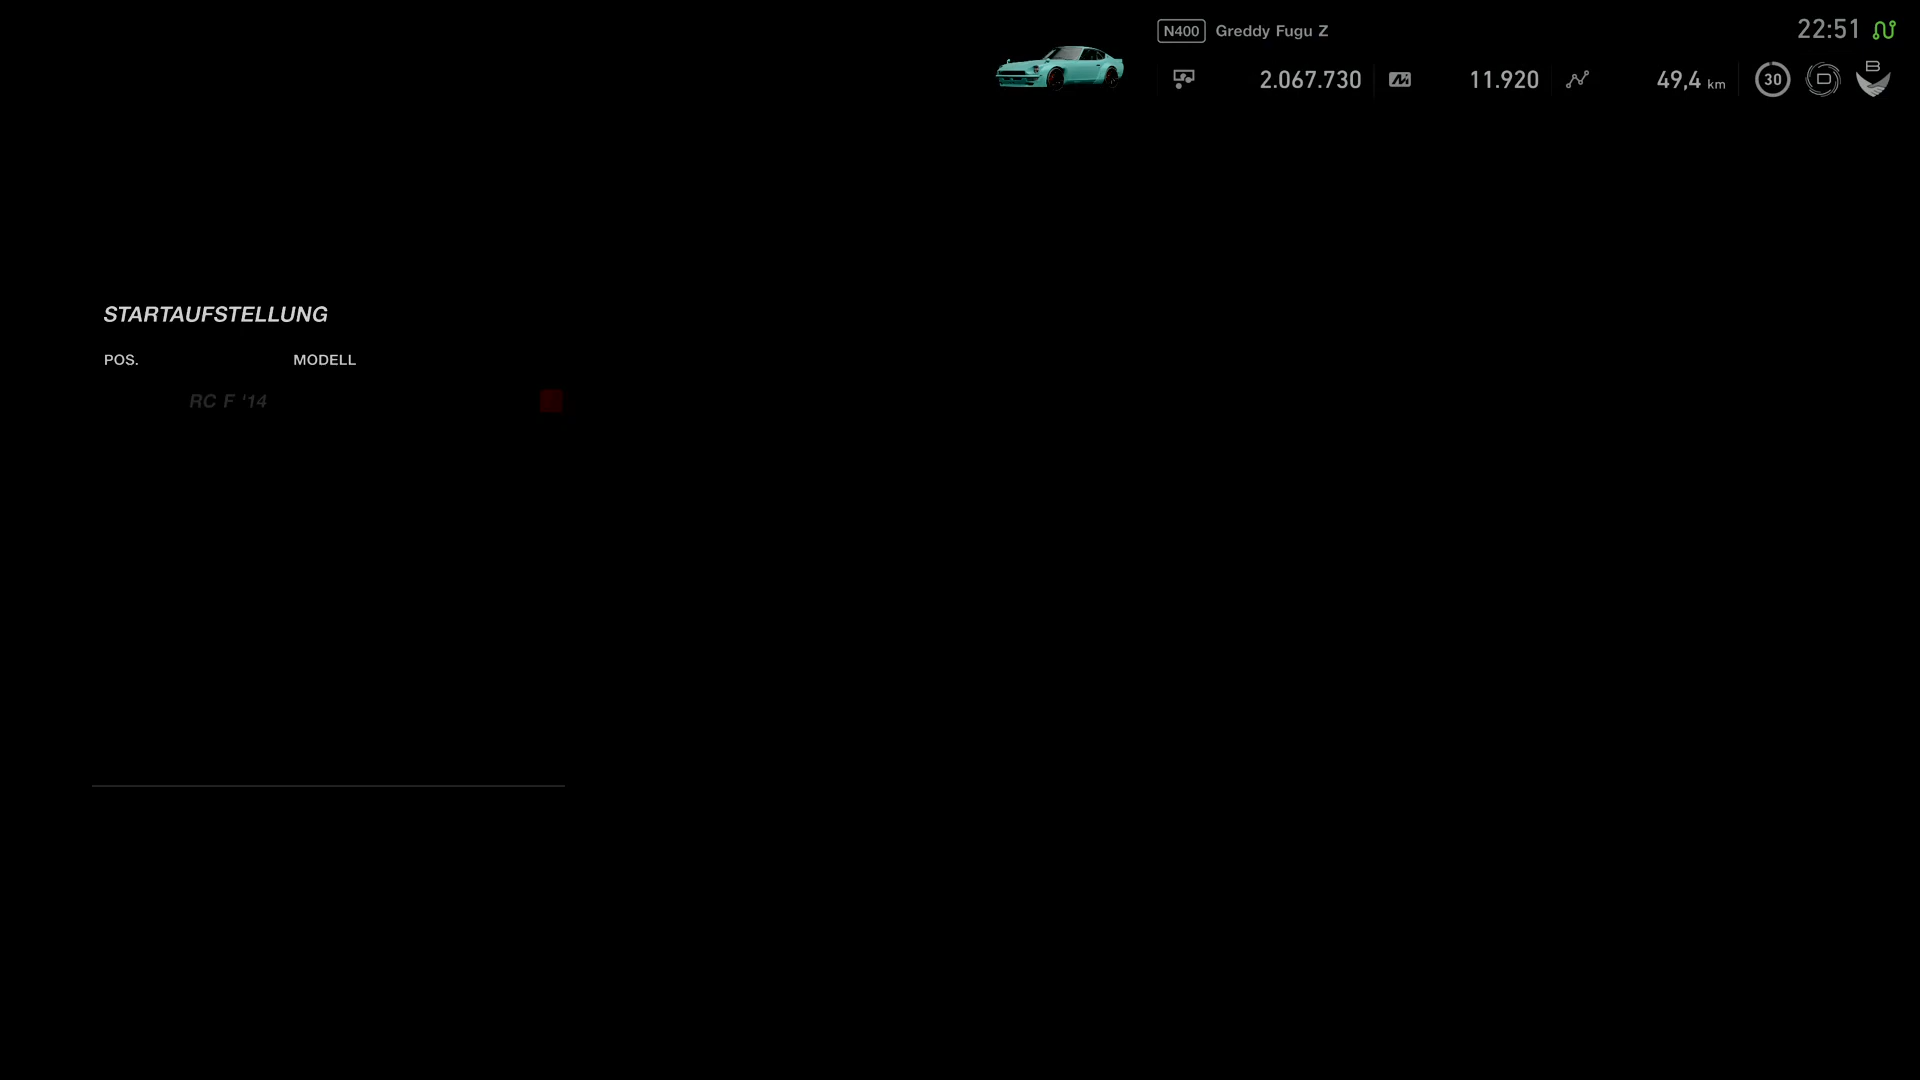 N400 Greddy Fugu Z
22:51
2.067.730
11.920
49,4 km
30
D
B
STARTAUFSTELLUNG
POS. MODELL
RC F '14